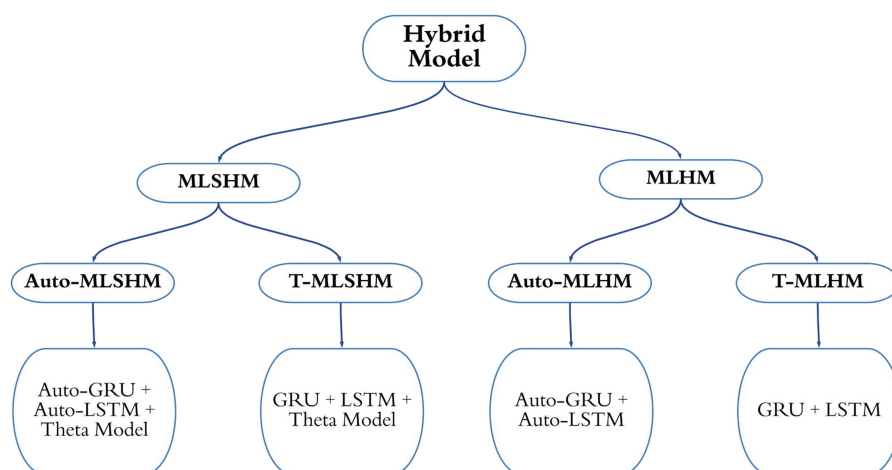 Hybrid
Model
MLSHM
MLHM
Auto-MLSHM
T-MLSHM
Auto-MLHM
T-MLHM
Auto-GRU +
Auto-LSTM +
Theta Model
GRU + LSTM +
Theta Model
Auto-GRU +
Auto-LSTM
GRU + LSTM